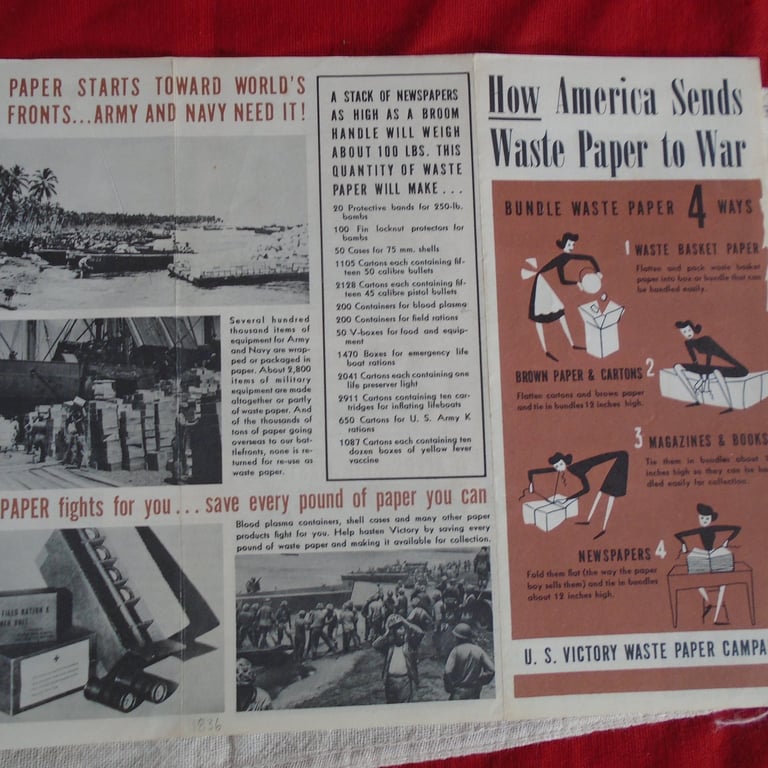 PAPER STARTS TOWARD WORLD'S
FRONTS...ARMY AND NAVY NEED IT!
Several hundred
thousand items of
equipment for Army
and Navy are wrap-
ped or packaged in
paper. About 2,800
items of military
equipment are made
altogether or partly
of waste paper. And
of the thousands of
tons of paper going
overseas to our bat-
tlefronts, none is re-
turned for re-use as
waste paper.
PAPER fights for you...save every pound of paper you can
Blood plasma containers, shell cases and many other paper
products fight for you. Help hasten Victory by saving every
pound of waste paper and making it available for collection.
FIELD RATION K
1836
A STACK OF NEWSPAPERS
AS HIGH AS A BROOM
HANDLE WILL WEIGH
ABOUT 100 LBS. THIS
QUANTITY OF WASTE
PAPER WILL MAKE...
20 Protective bands for 250-lb.
bombs
100 Fin locknut protectors for
bombs
50 Cases for 75 mm. shells
1105 Cartons each containing fif-
teen 50 calibre bullets
2128 Cartons each containing fif-
teen 45 calibre pistol bullets
200 Containers for blood plasma
200 Containers for field rations
50 V-boxes for food and equip-
ment
1470 Boxes for emergency life
boat rations
2041 Cartons each containing one
life preserver light
2911 Cartons containing ten car-
tridges for inflating lifeboats
650 Cartons for U. S. Army K
rations
1087 Cartons each containing ten
dozen boxes of yellow fever
vaccine
How America Sends
Waste Paper to War
BUNDLE WASTE PAPER 4 WAYS
1 WASTE BASKET PAPER
Flatten and pack waste basket
paper into box or bundle that can
be handled easily.
BROWN PAPER & CARTONS 2
Flatten cartons and brown paper
and tie in bundles 12 inches high.
3 MAGAZINES & BOOKS
Tie them in bundles about 1
inches high so they can be ha
dled easily for collection.
NEWSPAPERS 4
Fold them flat (the way the paper
boy sells them) and tie in bundles
about 12 inches high.
U. S. VICTORY WASTE PAPER CAMPA